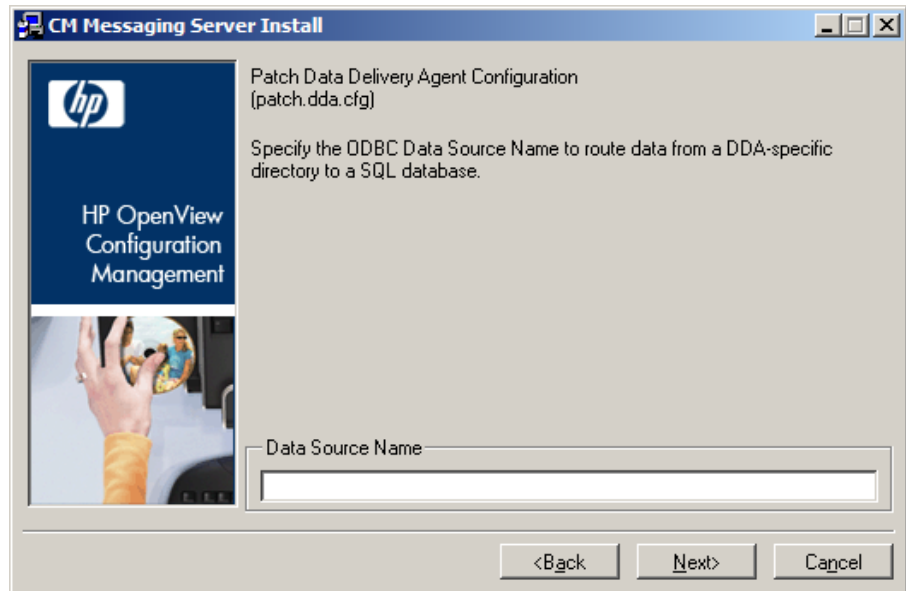 CM Messaging Server Install
hp
HP OpenView
Configuration
Management
Patch Data Delivery Agent Configuration
(patch.dda.cfg)
Specify the ODBC Data Source Name to route data from a DDA-specific
directory to a SQL database.
Data Source Name
<Back
Next>
Cancel